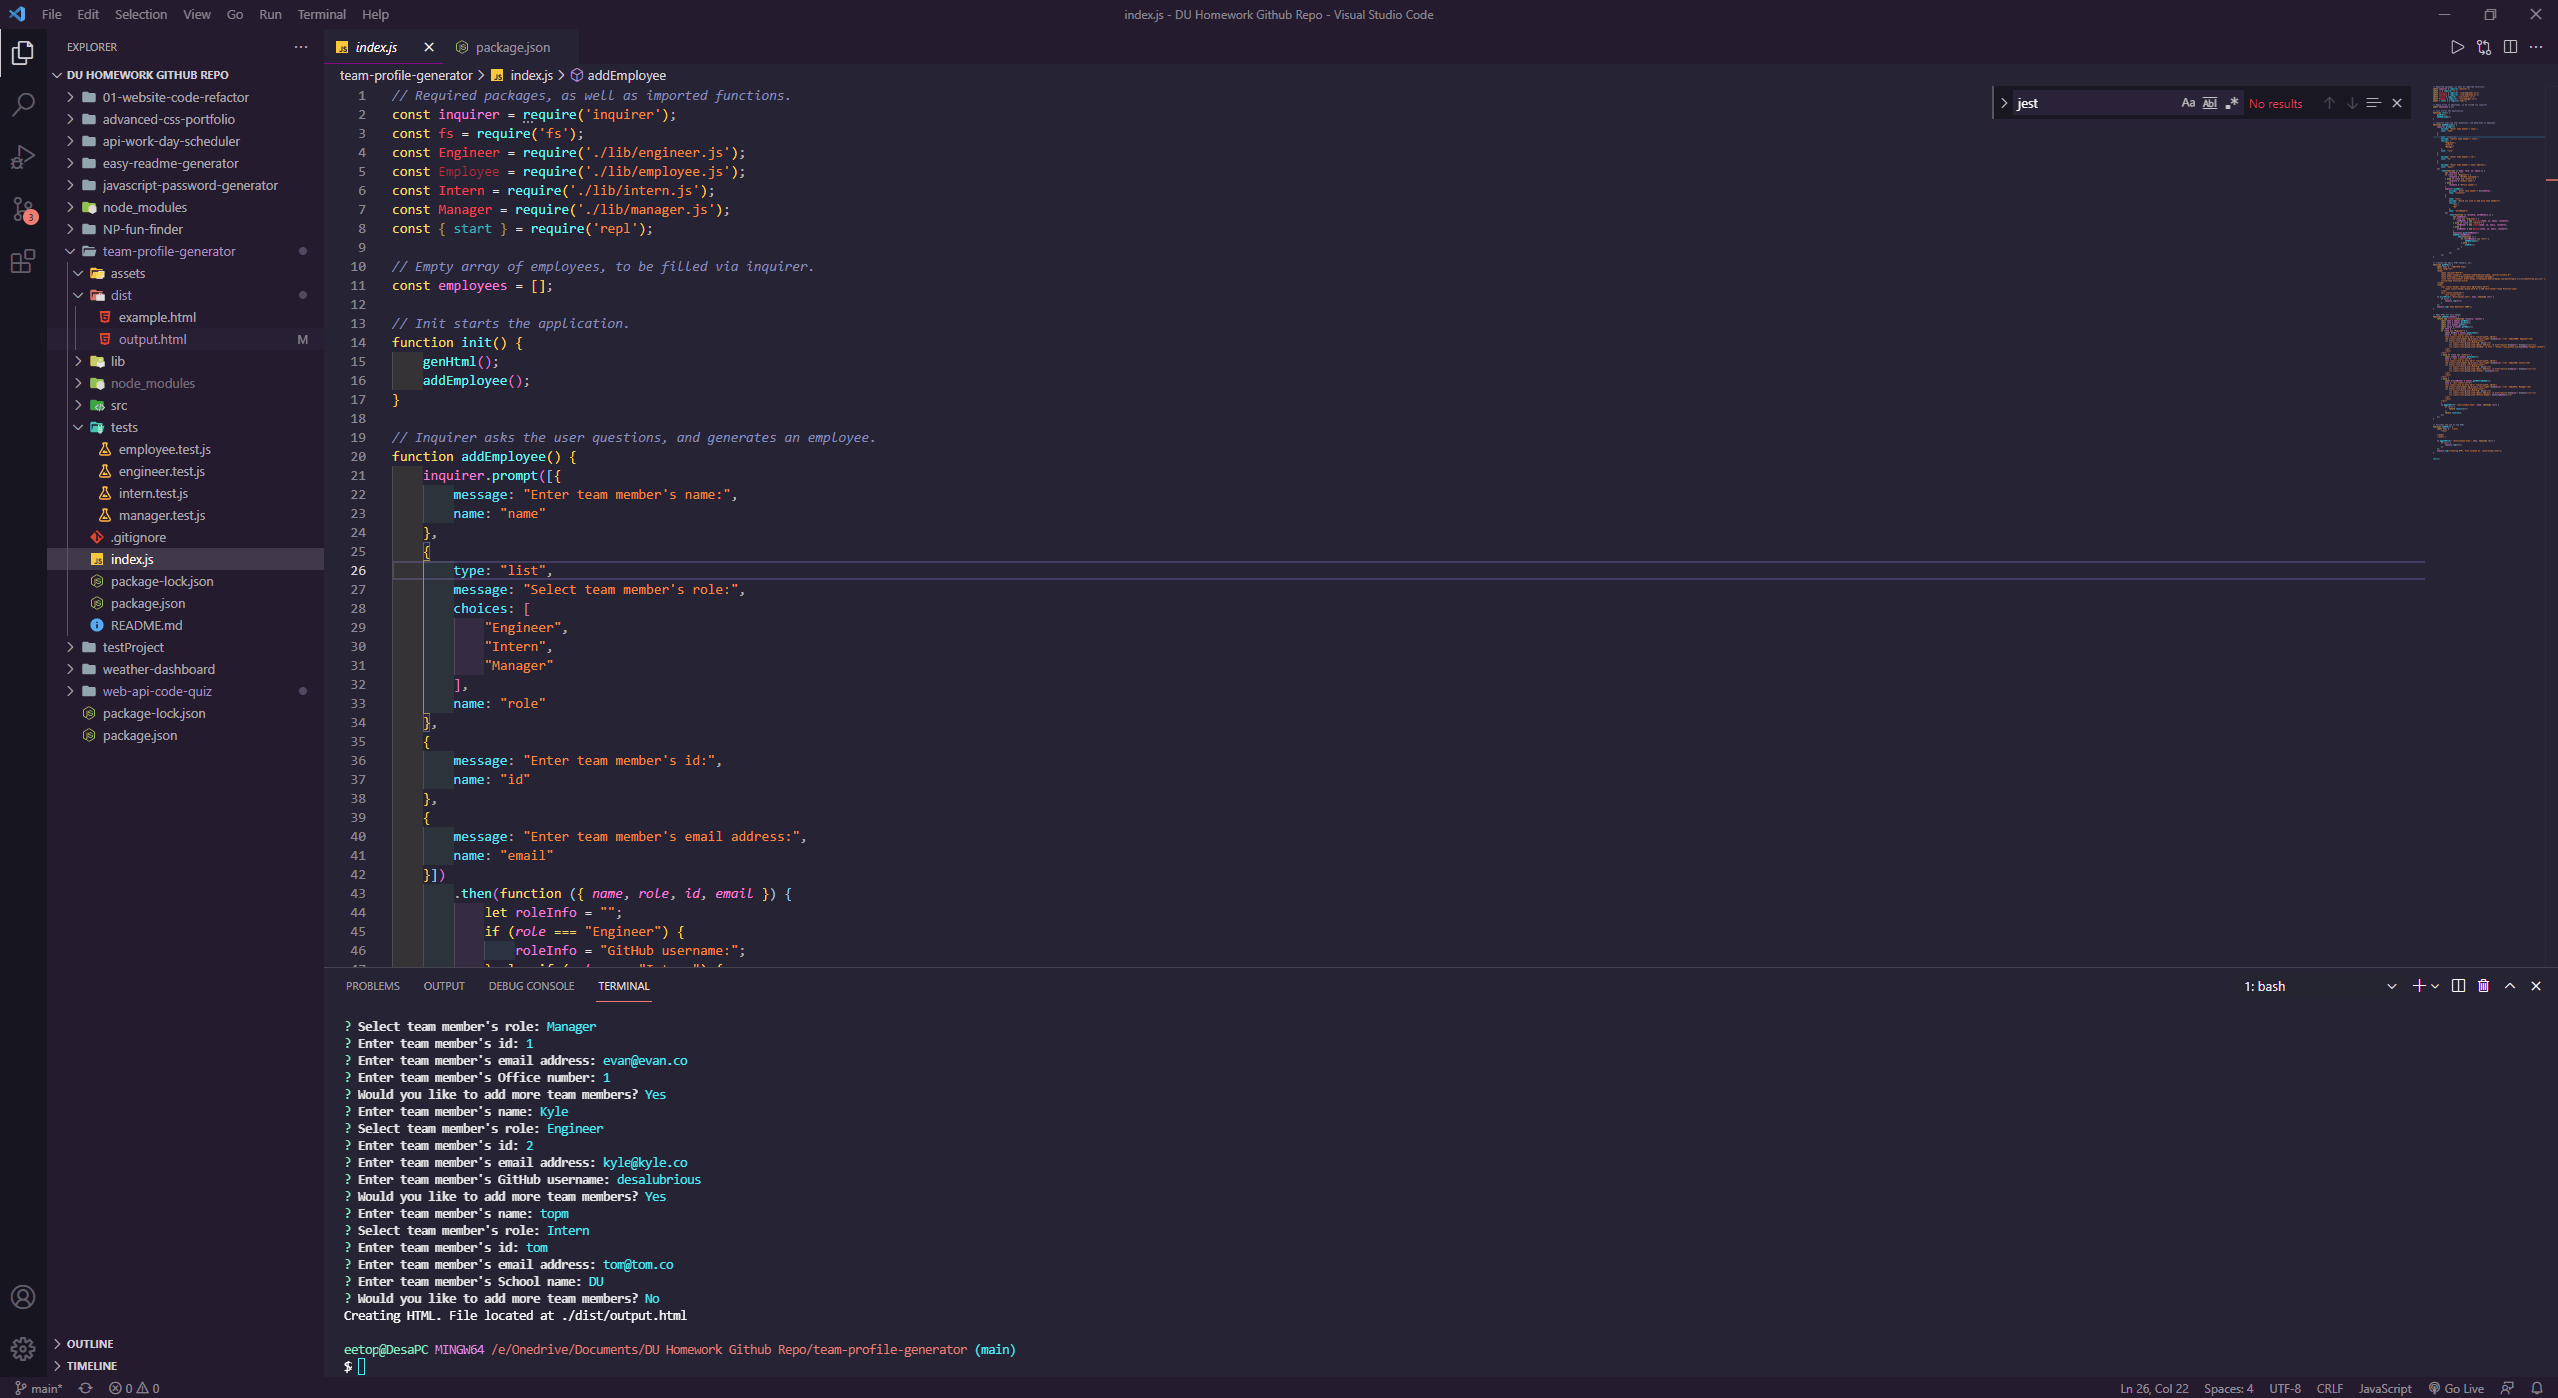 File Edit Selection View Go Run Terminal Help
index.js - DU Homework Github Repo - Visual Studio Code
EXPLORER
DU HOMEWORK GITHUB REPO
01-website-code-refactor
advanced-css-portfolio
api-work-day-scheduler
easy-readme-generator
javascript-password-generator
node_modules
NP-fun-finder
team-profile-generator
assets
dist
example.html
output.html M
lib
node_modules
src
tests
employee.test.js
engineer.test.js
intern.test.js
manager.test.js
.gitignore
index.js
package-lock.json
package.json
README.md
testProject
weather-dashboard
web-api-code-quiz
package-lock.json
package.json
OUTLINE
TIMELINE
3
index.js package.json
team-profile-generator > index.js > addEmployee
jest Aa Abl .* No results
1 // Required packages, as well as imported functions.
2 const inquirer = require('inquirer');
3 const fs = require('fs');
4 const Engineer = require('./lib/engineer.js');
5 const Employee = require('./lib/employee.js');
6 const Intern = require('./lib/intern.js');
7 const Manager = require('./lib/manager.js');
8 const { start } = require('repl');
9
10 // Empty array of employees, to be filled via inquirer.
11 const employees = [];
12
13 // Init starts the application.
14 function init() {
15 genHtml();
16 addEmployee();
17 }
18
19 // Inquirer asks the user questions, and generates an employee.
20 function addEmployee() {
21 inquirer.prompt([{
22 message: "Enter team member's name:",
23 name: "name"
24 },
25 {
26 type: "list",
27 message: "Select team member's role:",
28 choices: [
29 "Engineer",
30 "Intern",
31 "Manager"
32 ],
33 name: "role"
34 },
35 {
36 message: "Enter team member's id:",
37 name: "id"
38 },
39 {
40 message: "Enter team member's email address:",
41 name: "email"
42 }])
43 .then(function ({ name, role, id, email }) {
44 let roleInfo = "";
45 if (role === "Engineer") {
46 roleInfo = "GitHub username:";
PROBLEMS OUTPUT DEBUG CONSOLE TERMINAL
1: bash
? Select team member's role: Manager
? Enter team member's id: 1
? Enter team member's email address: evan@evan.co
? Enter team member's Office number: 1
? Would you like to add more team members? Yes
? Enter team member's name: Kyle
? Select team member's role: Engineer
? Enter team member's id: 2
? Enter team member's email address: kyle@kyle.co
? Enter team member's GitHub username: desalubrious
? Would you like to add more team members? Yes
? Enter team member's name: topm
? Select team member's role: Intern
? Enter team member's id: tom
? Enter team member's email address: tom@tom.co
? Enter team member's School name: DU
? Would you like to add more team members? No
Creating HTML. File located at ./dist/output.html
eetop@DesaPC MINGW64 /e/Onedrive/Documents/DU Homework Github Repo/team-profile-generator (main)
$
main* 0 0
Ln 26, Col 22 Spaces: 4 UTF-8 CRLF JavaScript Go Live